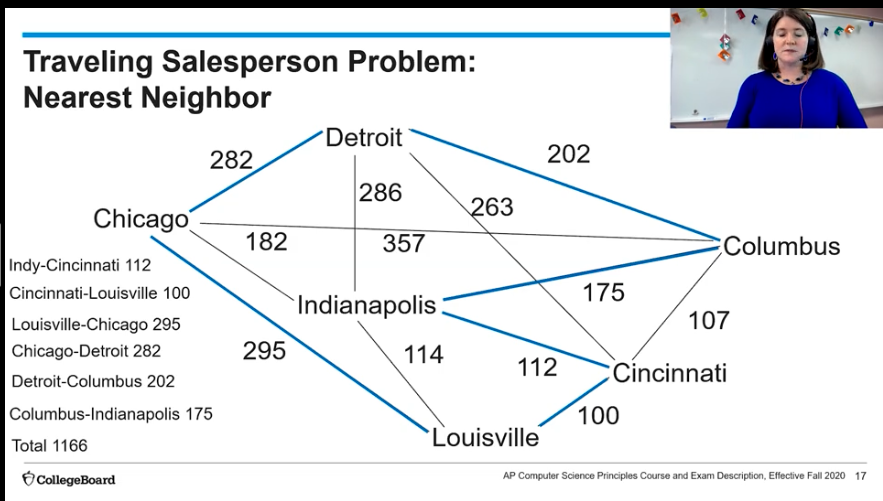 Traveling Salesperson Problem:
Nearest Neighbor
Detroit
282
202
286
263
Chicago
182
357
Columbus
Indy-Cincinnati 112
Cincinnati-Louisville 100
Louisville-Chicago 295
Chicago-Detroit 282
Detroit-Columbus 202
Columbus-Indianapolis 175
Total 1166
Indianapolis
175
107
295
114
112
Cincinnati
100
Louisville
CollegeBoard
AP Computer Science Principles Course and Exam Description, Effective Fall 2020 17